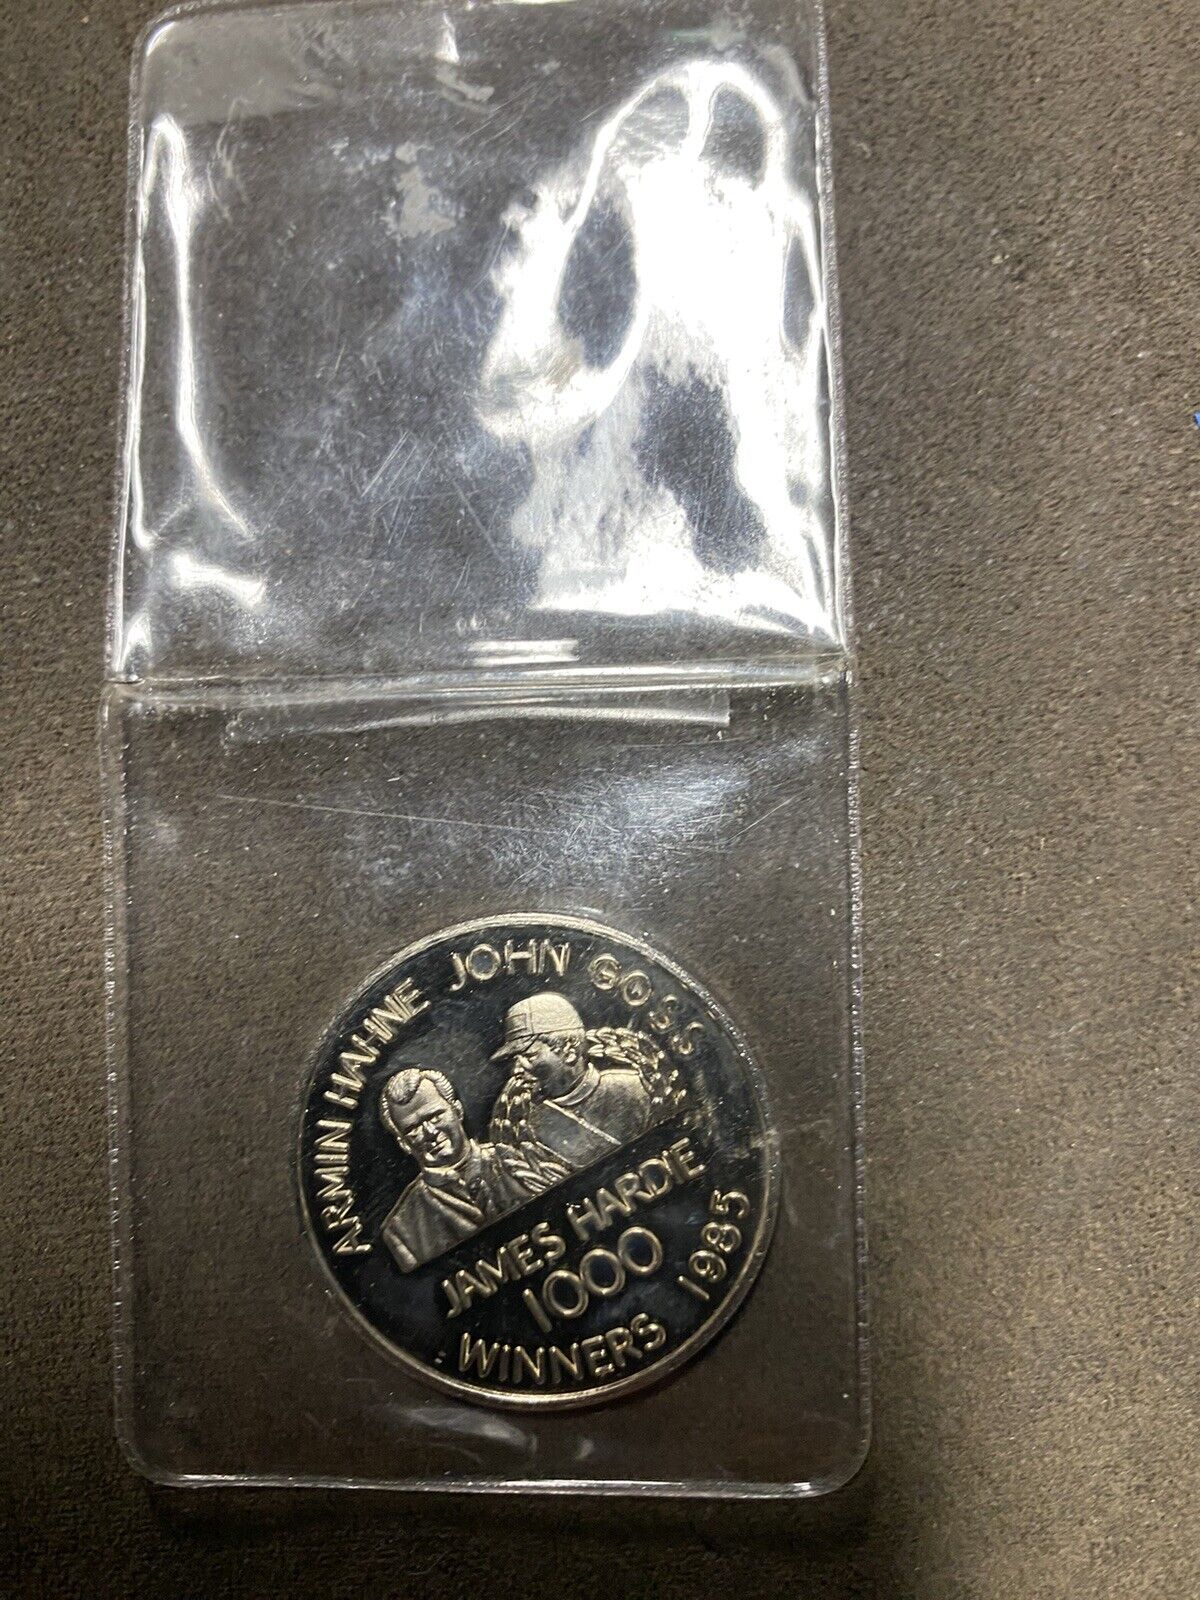 ARMIN HAHNE JOHN GOSS
JAMES HARDIE
1000
WINNERS 1985